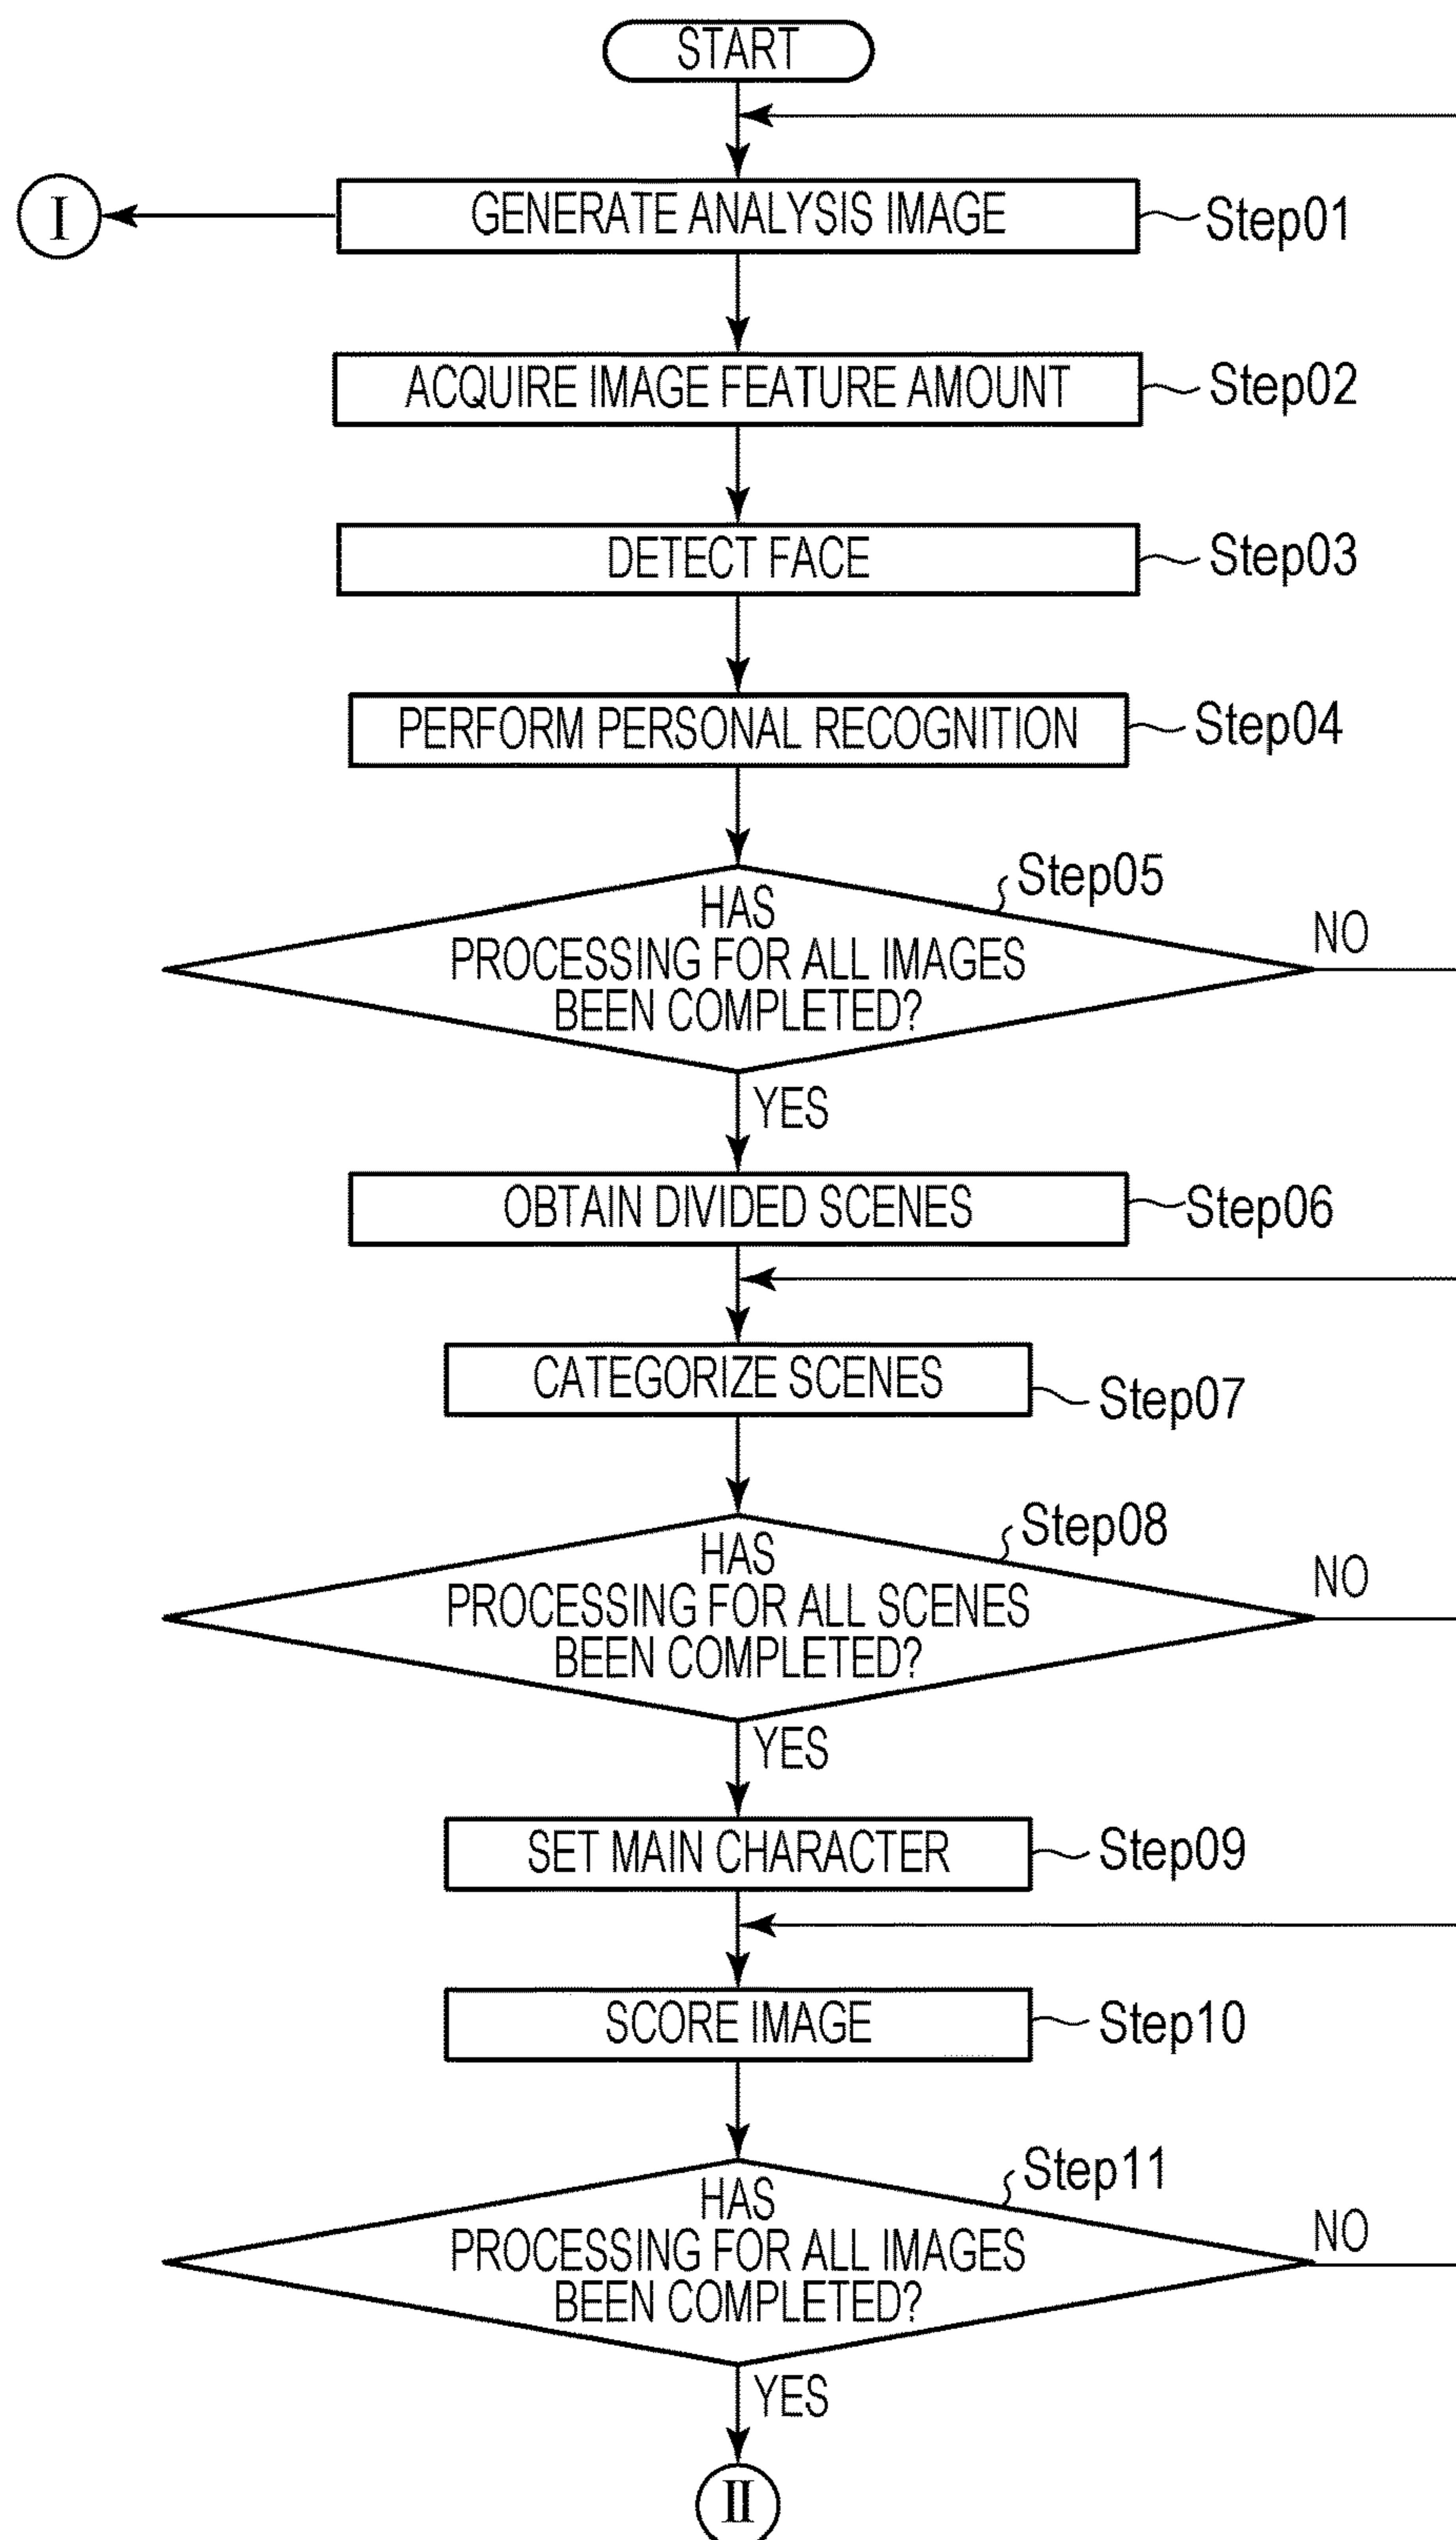 START
I
GENERATE ANALYSIS IMAGE
Step01
ACQUIRE IMAGE FEATURE AMOUNT
Step02
DETECT FACE
Step03
PERFORM PERSONAL RECOGNITION
Step04
Step05
HAS
PROCESSING FOR ALL IMAGES
BEEN COMPLETED?
NO
YES
OBTAIN DIVIDED SCENES
Step06
CATEGORIZE SCENES
Step07
Step08
HAS
PROCESSING FOR ALL SCENES
BEEN COMPLETED?
NO
YES
SET MAIN CHARACTER
Step09
SCORE IMAGE
Step10
Step11
HAS
PROCESSING FOR ALL IMAGES
BEEN COMPLETED?
NO
YES
II